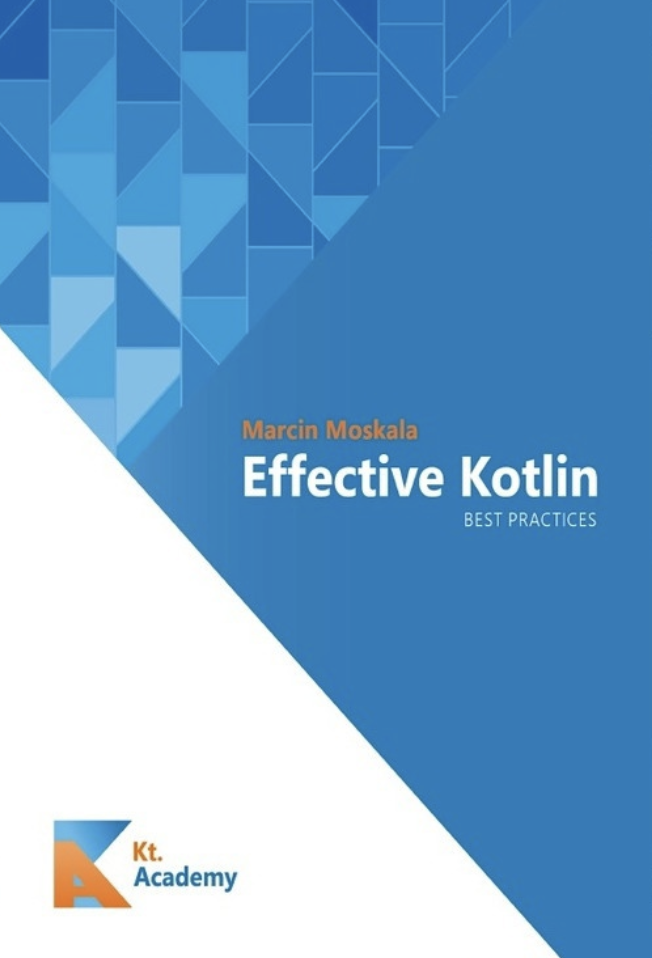 Marcin Moskala
Effective Kotlin
BEST PRACTICES
Kt.
Academy